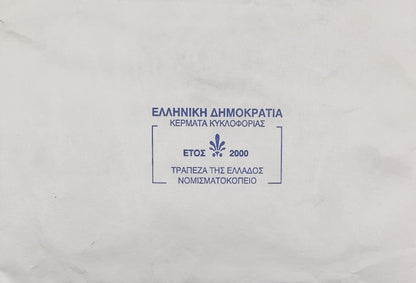 ΕΛΛΗΝΙΚΗ ΔΗΜΟΚΡΑΤΙΑ
ΚΕΡΜΑΤΑ ΚΥΚΛΟΦΟΡΙΑΣ
ΕΤΟΣ 2000
ΤΡΑΠΕΖΑ ΤΗΣ ΕΛΛΑΔΟΣ
ΝΟΜΙΣΜΑΤΟΚΟΠΕΙΟ